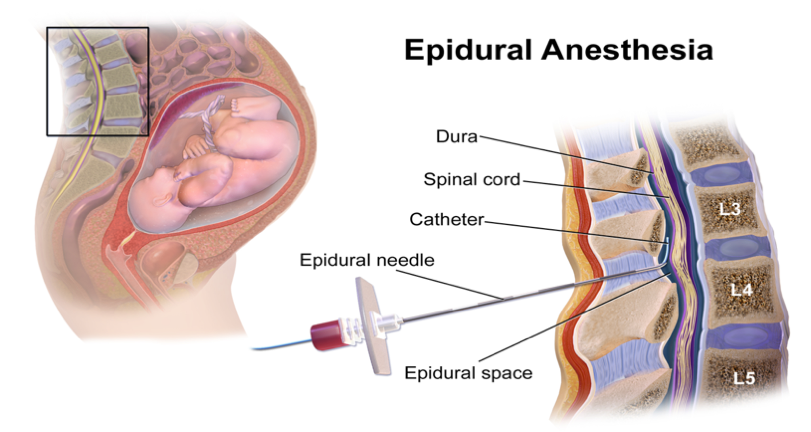 Epidural Anesthesia
Dura
Spinal cord
Catheter
Epidural needle
Epidural space
L3
L4
L5